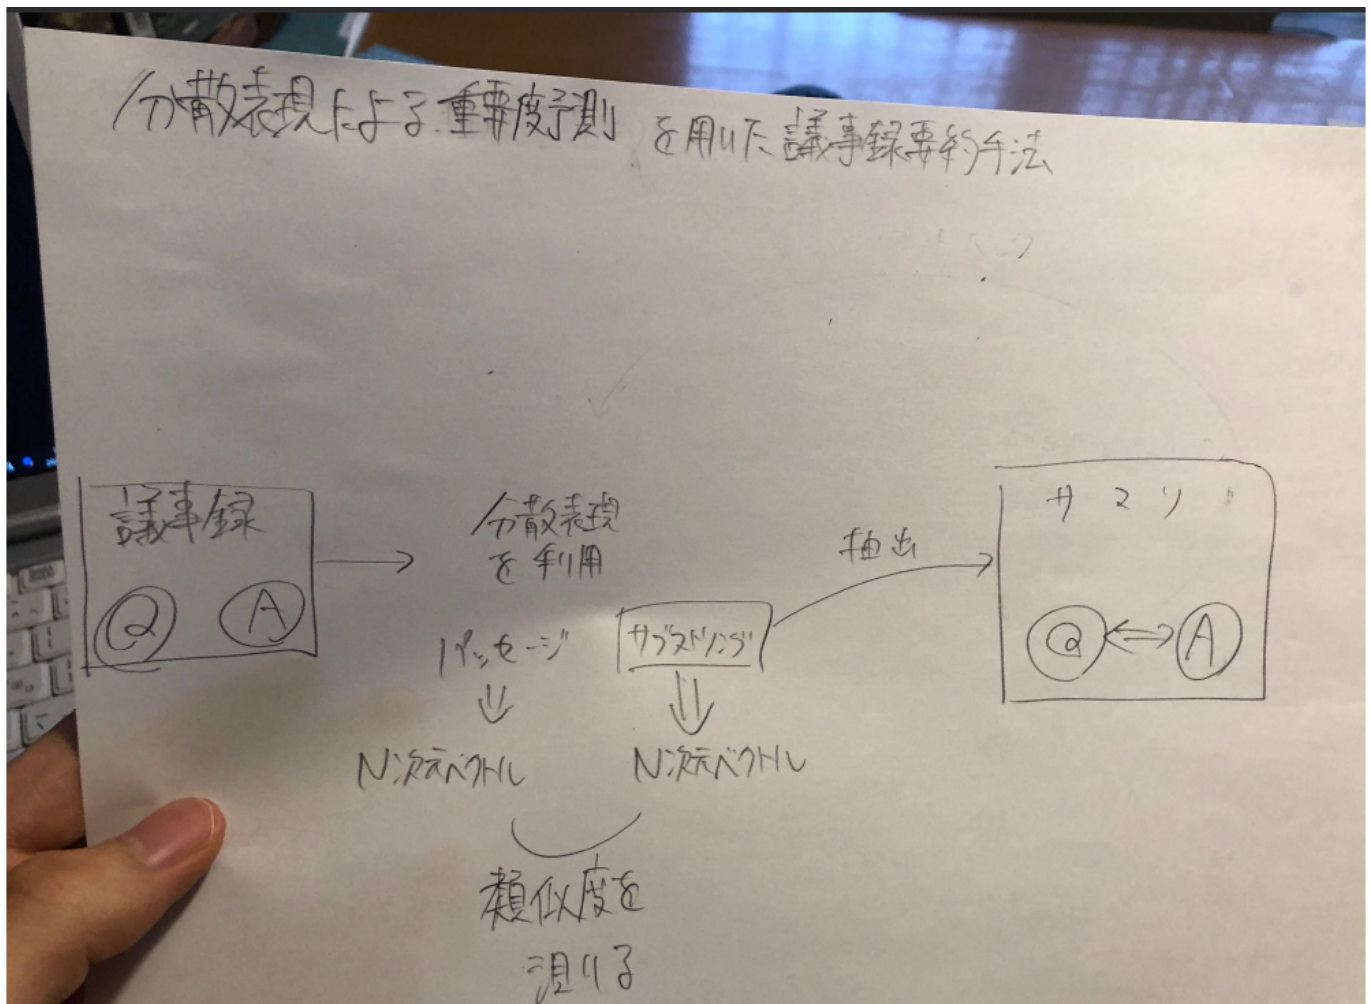 分散表現による重要度予測を用いた議事録要約手法
議事録
Q A
分散表現
を利用
パッセージ
サブストリング
N次元ベクトル
N次元ベクトル
類似度を
測りる
抽出
サマリ
Q A